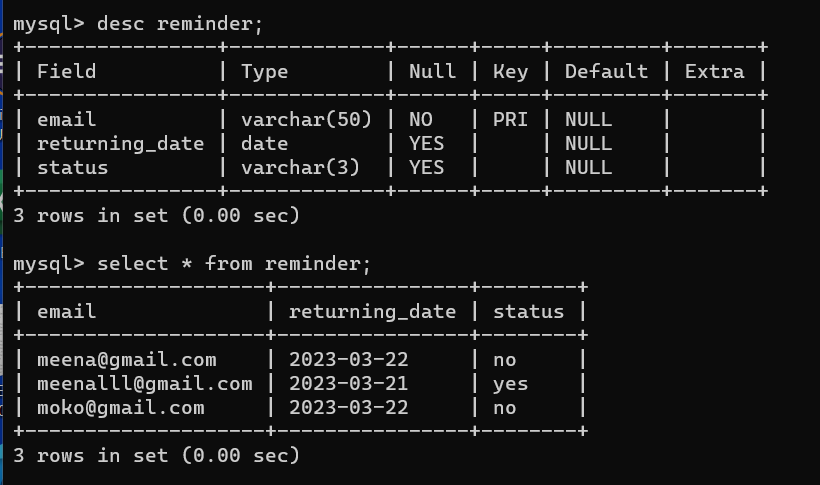 mysql> desc reminder;
+----------------+-------------+------+-----+---------+-------+
| Field          | Type        | Null | Key | Default | Extra |
+----------------+-------------+------+-----+---------+-------+
| email          | varchar(50) | NO   | PRI | NULL    |       |
| returning_date | date        | YES  |     | NULL    |       |
| status         | varchar(3)  | YES  |     | NULL    |       |
+----------------+-------------+------+-----+---------+-------+
3 rows in set (0.00 sec)

mysql> select * from reminder;
+--------------------+----------------+--------+
| email              | returning_date | status |
+--------------------+----------------+--------+
| meena@gmail.com    | 2023-03-22     | no     |
| meenalll@gmail.com | 2023-03-21     | yes    |
| moko@gmail.com     | 2023-03-22     | no     |
+--------------------+----------------+--------+
3 rows in set (0.00 sec)